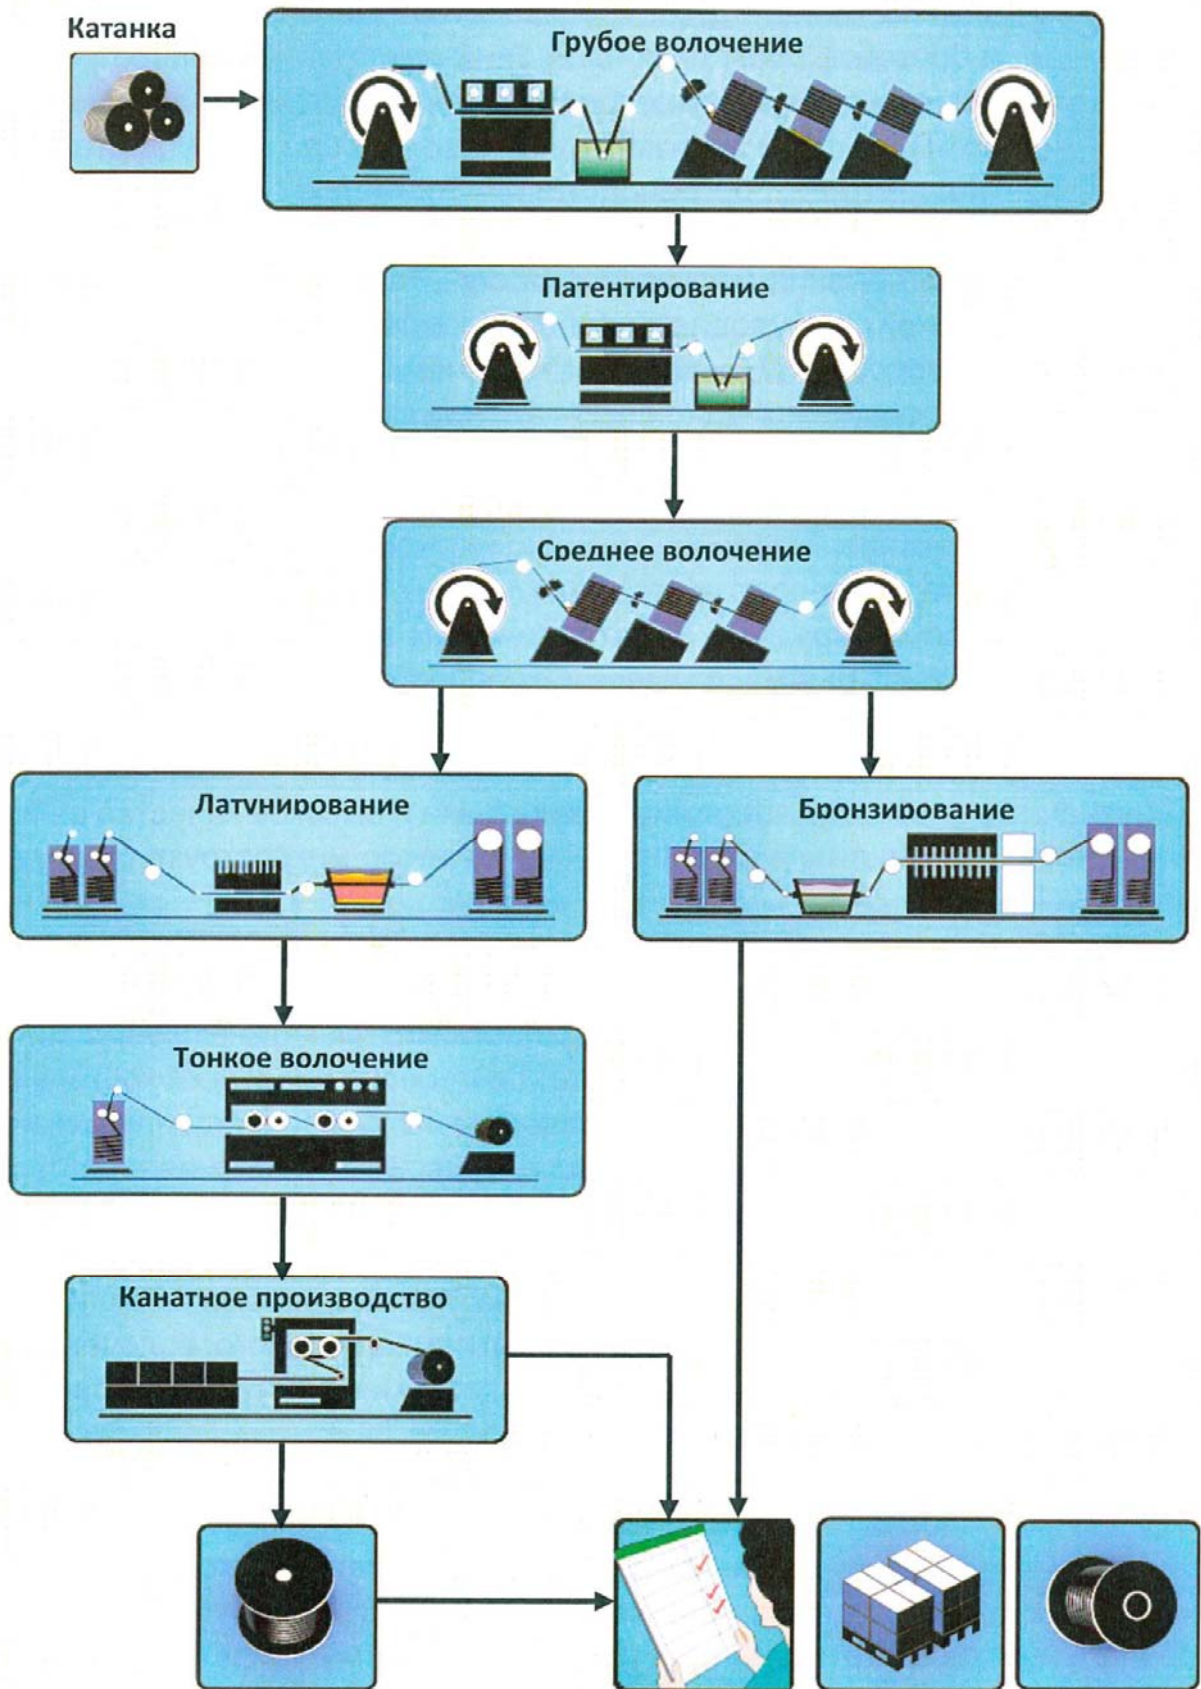 Катанка
Грубое волочение
Патентирование
Среднее волочение
Латунирование
Бронзирование
Тонкое волочение
Канатное производство